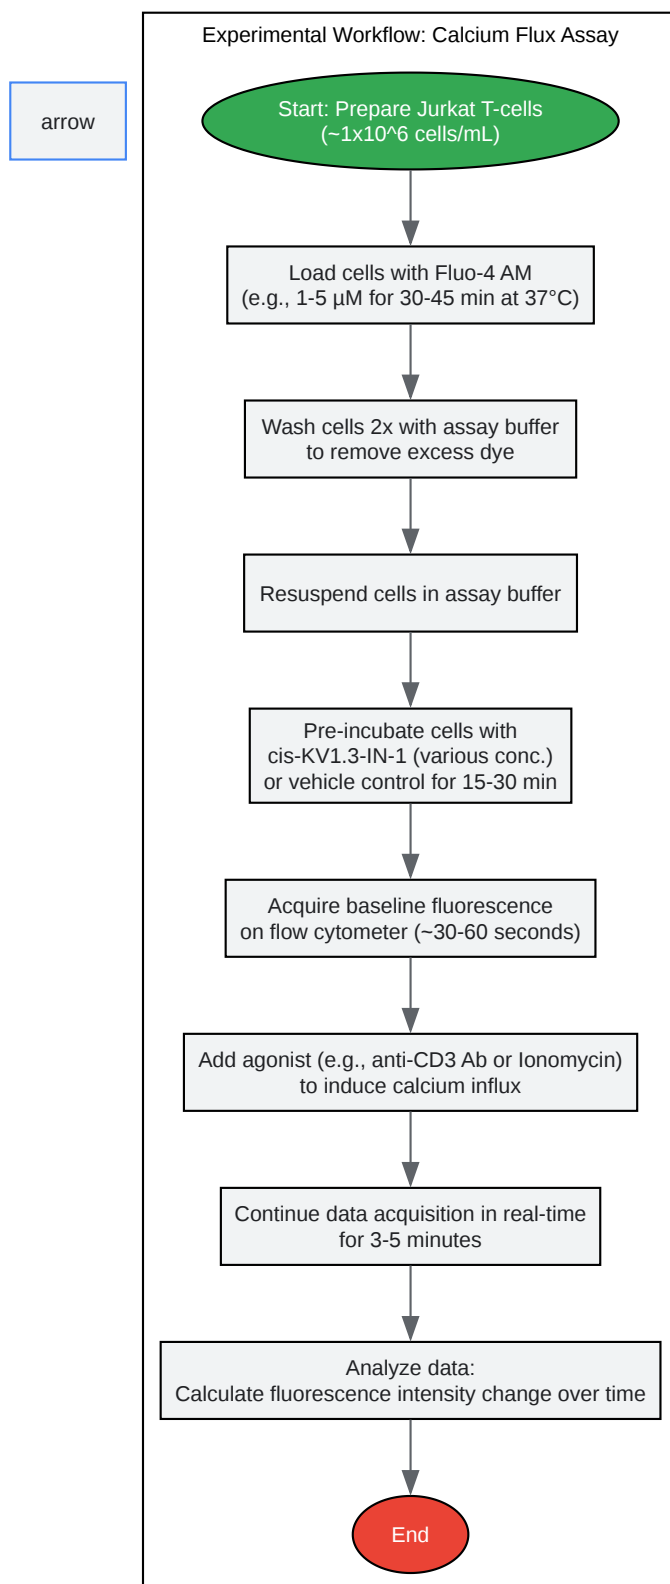 Experimental Workflow: Calcium Flux Assay
arrow
Start: Prepare Jurkat T-cells
(~1x10^6 cells/mL)
Load cells with Fluo-4 AM
(e.g., 1-5 µM for 30-45 min at 37°C)
Wash cells 2x with assay buffer
to remove excess dye
Resuspend cells in assay buffer
Pre-incubate cells with
cis-KV1.3-IN-1 (various conc.)
or vehicle control for 15-30 min
Acquire baseline fluorescence
on flow cytometer (~30-60 seconds)
Add agonist (e.g., anti-CD3 Ab or Ionomycin)
to induce calcium influx
Continue data acquisition in real-time
for 3-5 minutes
Analyze data:
Calculate fluorescence intensity change over time
End